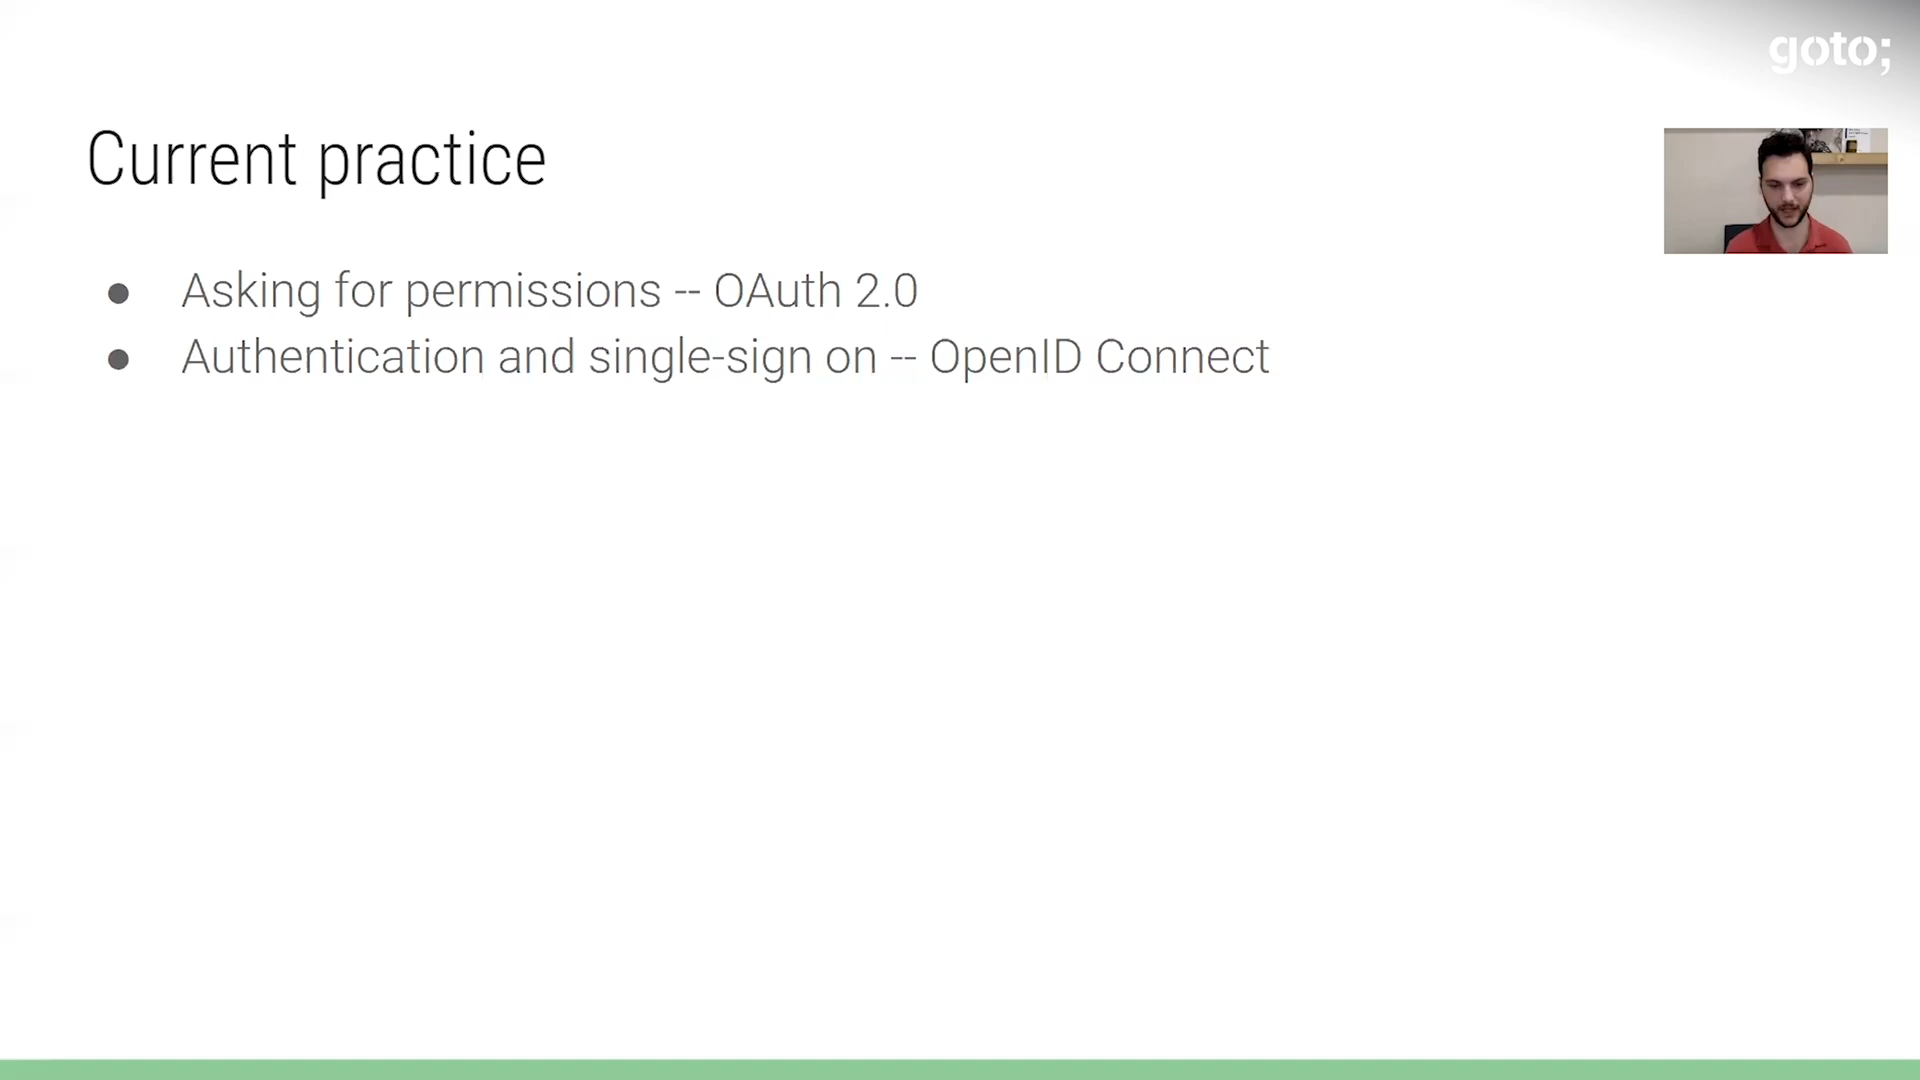 goto;
Current practice
● Asking for permissions -- OAuth 2.0
● Authentication and single-sign on -- OpenID Connect